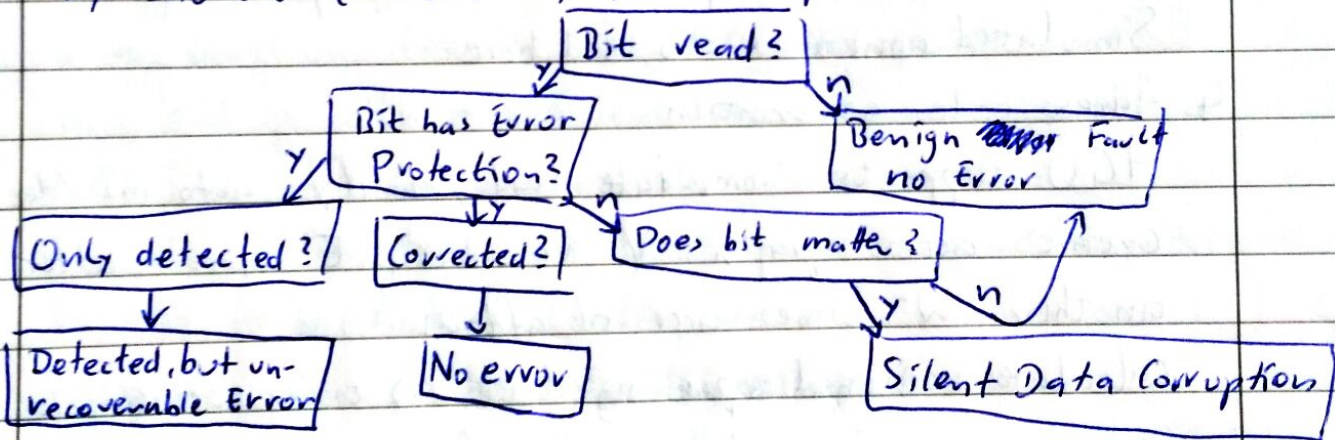 Bit read?
y
n
Bit has Error
Protection?
Benign Fault
no Error
y
y
n
Only detected?
Corrected?
Does bit matter?
y
n
Detected, but un-
recoverable Error
No error
Silent Data Corruption